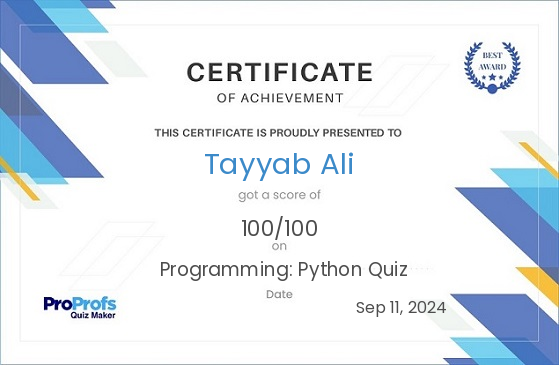 BEST
AWARD
CERTIFICATE
OF ACHIEVEMENT
THIS CERTIFICATE IS PROUDLY PRESENTED TO
Tayyab Ali
got a score of
100/100
on
Programming: Python Quiz
Date
Sep 11, 2024
ProProfs
Quiz Maker